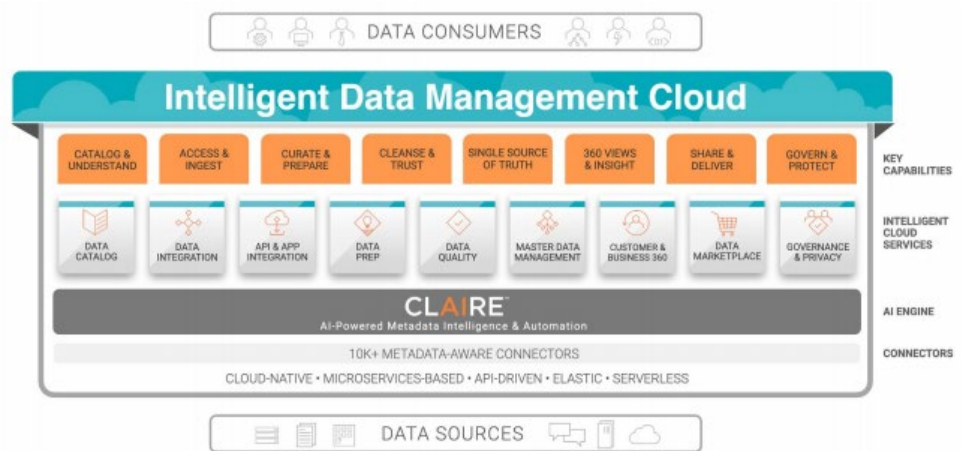 DATA CONSUMERS
Intelligent Data Management Cloud
CATALOG &
UNDERSTAND
ACCESS &
INGEST
CURATE &
PREPARE
CLEANSE &
TRUST
SINGLE SOURCE
OF TRUTH
360 VIEWS
& INSIGHT
SHARE &
DELIVER
GOVERN &
PROTECT
KEY
CAPABILITIES
DATA
CATALOG
DATA
INTEGRATION
API & APP
INTEGRATION
DATA
PREP
DATA
QUALITY
MASTER DATA
MANAGEMENT
CUSTOMER &
BUSINESS 360
DATA
MARKETPLACE
GOVERNANCE
& PRIVACY
INTELLIGENT
CLOUD
SERVICES
CLAIRE™
AI-Powered Metadata Intelligence & Automation
AI ENGINE
10K+ METADATA-AWARE CONNECTORS
CONNECTORS
CLOUD-NATIVE • MICROSERVICES-BASED • API-DRIVEN • ELASTIC • SERVERLESS
DATA SOURCES